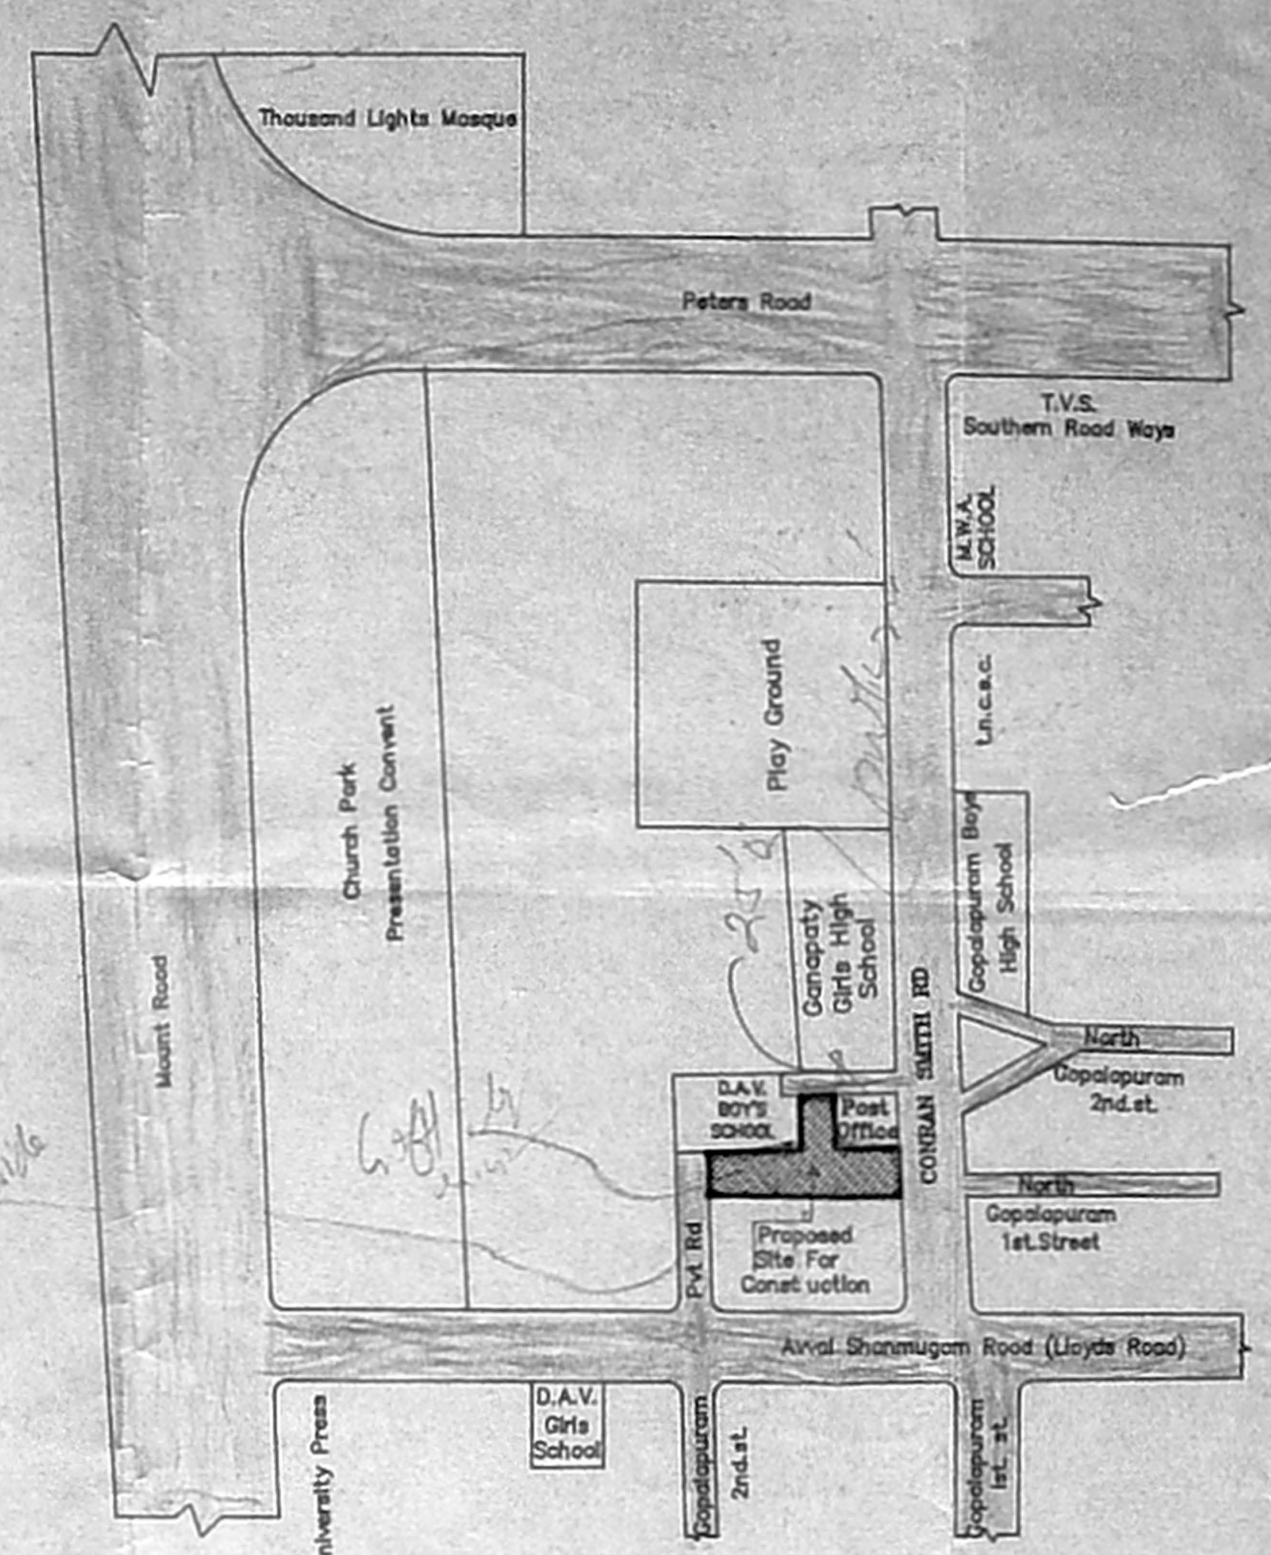 Thousand Lights Mosque
Peters Road
T.V.S.
Southern Road Ways
M.W.A.
SCHOOL
Play Ground
t.n.c.a.c.
Church Park
Presentation Convent
Gopalapuram Boys
High School
Ganapaty
Girls High
School
Mount Road
CONRAN SMITH RD
North
Gopalapuram
2nd.st.
D.A.V.
BOY'S
SCHOOL
Post
Office
North
Gopalapuram
1st.Street
Pvt. Rd
Proposed
Site For
Const uction
Avvai Shanmugam Road (Lloyds Road)
niversity Press
D.A.V.
Girls
School
Gopalapuram
2nd.st.
Gopalapuram
1st. st.